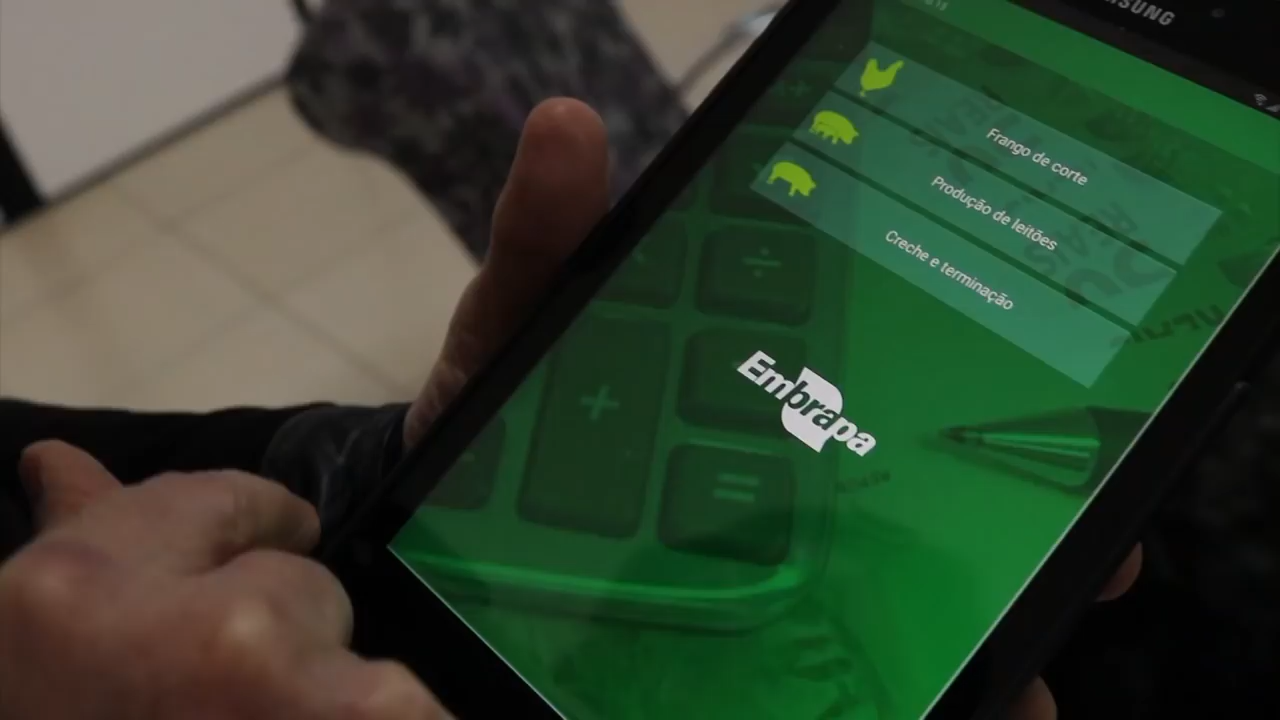 SAMSUNG
Frango de corte
Produção de leitões
Creche e terminação
Embrapa